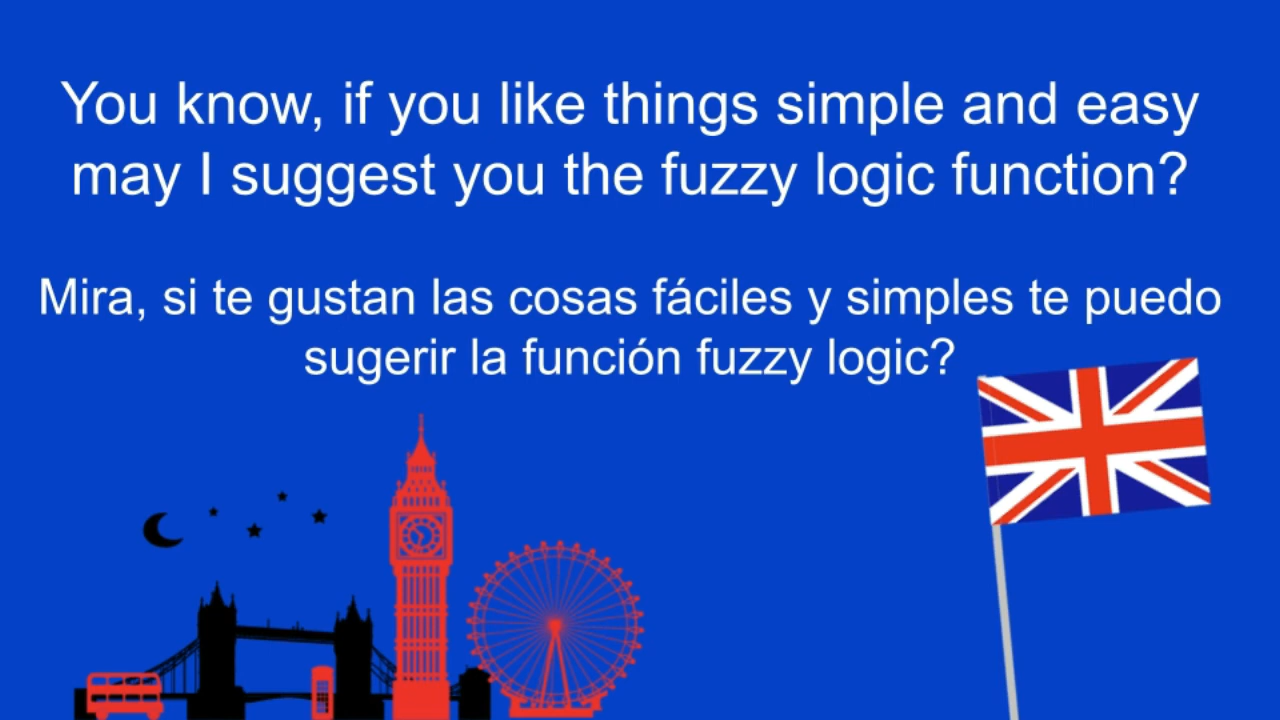 You know, if you like things simple and easy
may I suggest you the fuzzy logic function?
Mira, si te gustan las cosas fáciles y simples te puedo
sugerir la función fuzzy logic?